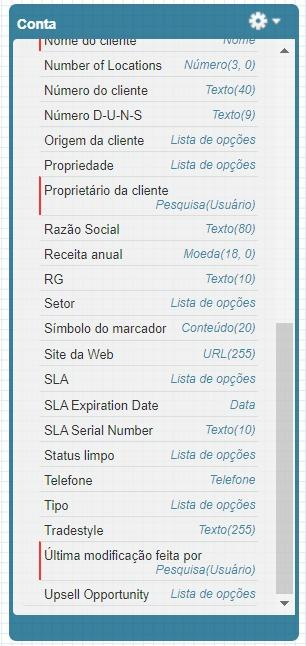 Conta
Nome do cliente Nome
Number of Locations Número(3, 0)
Número do cliente Texto(40)
Número D-U-N-S Texto(9)
Origem da cliente Lista de opções
Propriedade Lista de opções
Proprietário da cliente
Pesquisa(Usuário)
Razão Social Texto(80)
Receita anual Moeda(18, 0)
RG Texto(10)
Setor Lista de opções
Símbolo do marcador Conteúdo(20)
Site da Web URL(255)
SLA Lista de opções
SLA Expiration Date Data
SLA Serial Number Texto(10)
Status limpo Lista de opções
Telefone Telefone
Tipo Lista de opções
Tradestyle Texto(255)
Última modificação feita por
Pesquisa(Usuário)
Upsell Opportunity Lista de opções